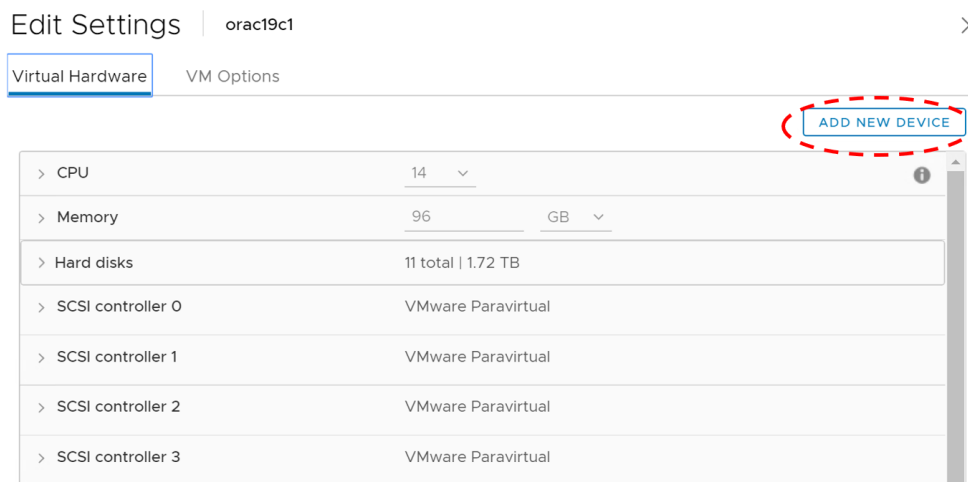 Edit Settings orac19c1
Virtual Hardware VM Options
ADD NEW DEVICE
CPU 14
Memory 96 GB
Hard disks 11 total | 1.72 TB
SCSI controller 0 VMware Paravirtual
SCSI controller 1 VMware Paravirtual
SCSI controller 2 VMware Paravirtual
SCSI controller 3 VMware Paravirtual